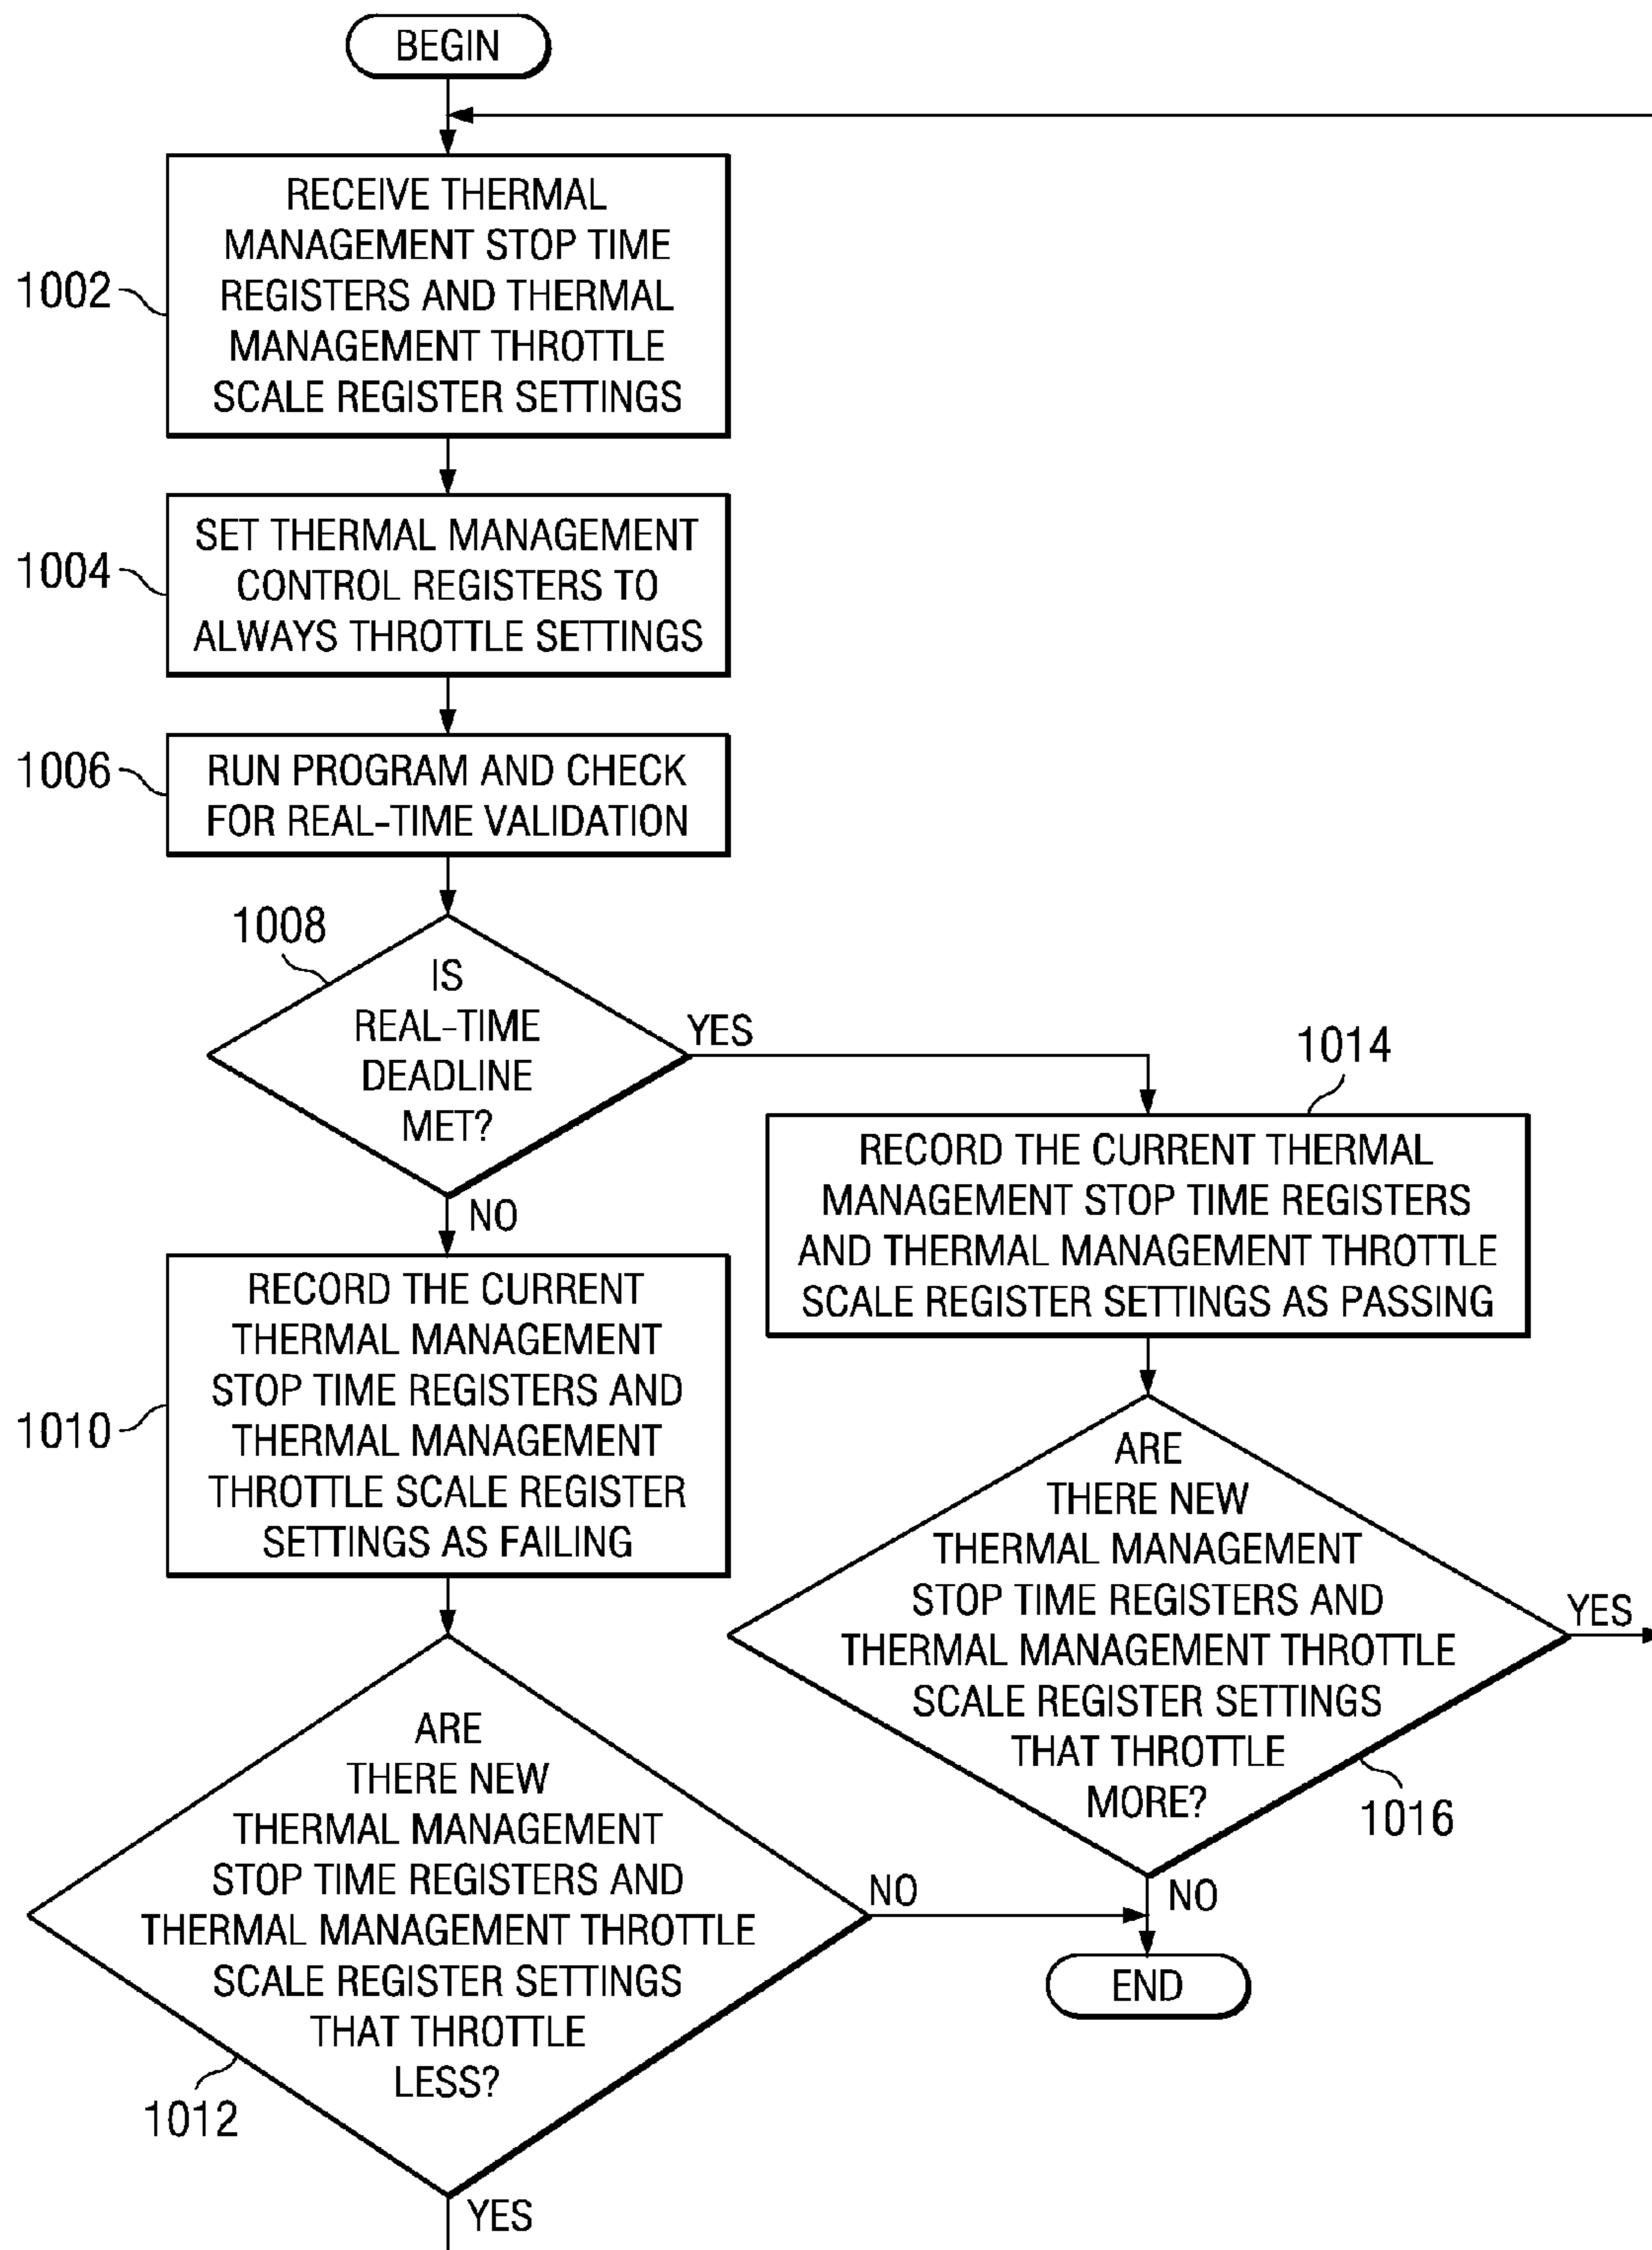 BEGIN
1002
RECEIVE THERMAL
MANAGEMENT STOP TIME
REGISTERS AND THERMAL
MANAGEMENT THROTTLE
SCALE REGISTER SETTINGS
1004
SET THERMAL MANAGEMENT
CONTROL REGISTERS TO
ALWAYS THROTTLE SETTINGS
1006
RUN PROGRAM AND CHECK
FOR REAL-TIME VALIDATION
1008
IS
REAL-TIME
DEADLINE
MET?
YES
NO
1010
RECORD THE CURRENT
THERMAL MANAGEMENT
STOP TIME REGISTERS AND
THERMAL MANAGEMENT
THROTTLE SCALE REGISTER
SETTINGS AS FAILING
ARE
THERE NEW
THERMAL MANAGEMENT
STOP TIME REGISTERS AND
THERMAL MANAGEMENT THROTTLE
SCALE REGISTER SETTINGS
THAT THROTTLE
LESS?
1012
NO
YES
1014
RECORD THE CURRENT THERMAL
MANAGEMENT STOP TIME REGISTERS
AND THERMAL MANAGEMENT THROTTLE
SCALE REGISTER SETTINGS AS PASSING
ARE
THERE NEW
THERMAL MANAGEMENT
STOP TIME REGISTERS AND
THERMAL MANAGEMENT THROTTLE
SCALE REGISTER SETTINGS
THAT THROTTLE
MORE?
1016
YES
NO
END